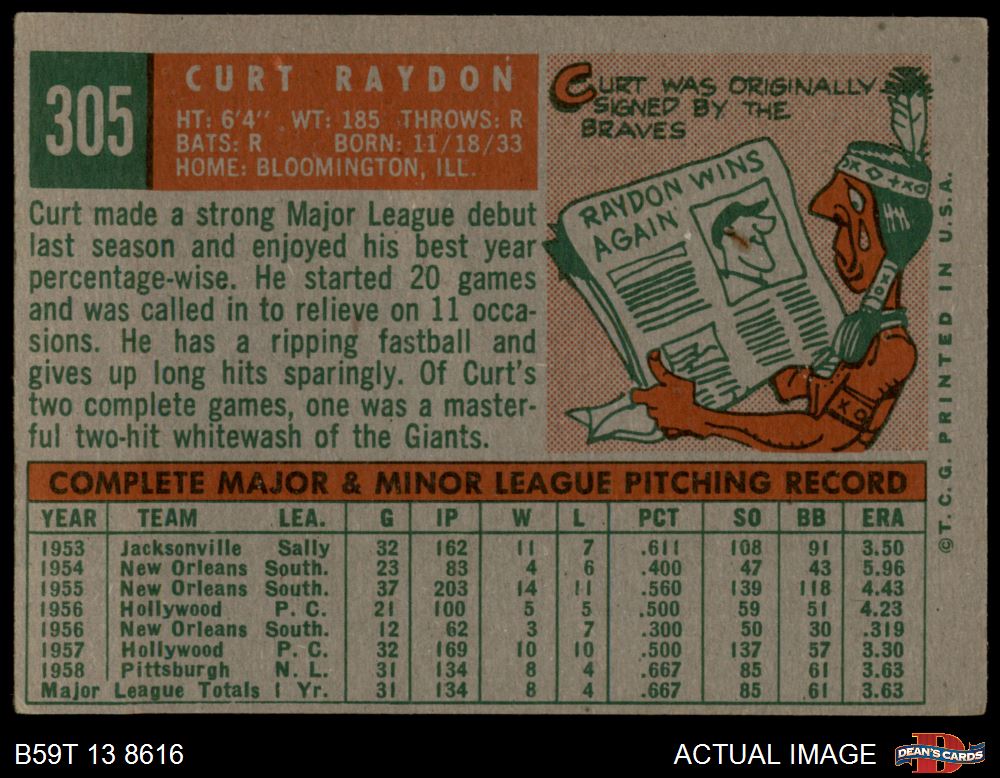 305
CURT RAYDON
HT: 6'4" . WT: 185 THROWS: R
BATS: R BORN: 11/18/33
HOME: BLOOMINGTON, ILL.
CURT WAS ORIGINALLY
SIGNED BY THE
BRAVES
RAYDON WINS
AGAIN
Curt made a strong Major League debut
last season and enjoyed his best year
percentage-wise. He started 20 games
and was called in to relieve on 11 occa-
sions. He has a ripping fastball and
gives up long hits sparingly. Of Curt's
two complete games, one was a master-
ful two-hit whitewash of the Giants.
COMPLETE MAJOR & MINOR LEAGUE PITCHING RECORD
YEAR TEAM LEA. G IP W L PCT SO BB ERA
1953 Jacksonville Sally 32 162 11 7 .611 108 91 3.50
1954 New Orleans South. 23 83 4 6 .400 47 43 5.96
1955 New Orleans South. 37 203 14 11 .560 139 118 4.43
1956 Hollywood P. C. 21 100 5 5 .500 59 51 4.23
1956 New Orleans South. 12 62 3 7 .300 50 30 .319
1957 Hollywood P. C. 32 169 10 10 .500 137 57 3.30
1958 Pittsburgh N. L. 31 134 8 4 .667 85 61 3.63
Major League Totals 1 Yr. 31 134 8 4 .667 85 61 3.63
© T. C. G. PRINTED IN U.S.A.
B59T 13 8616
ACTUAL IMAGE
D
DEAN'S CARDS